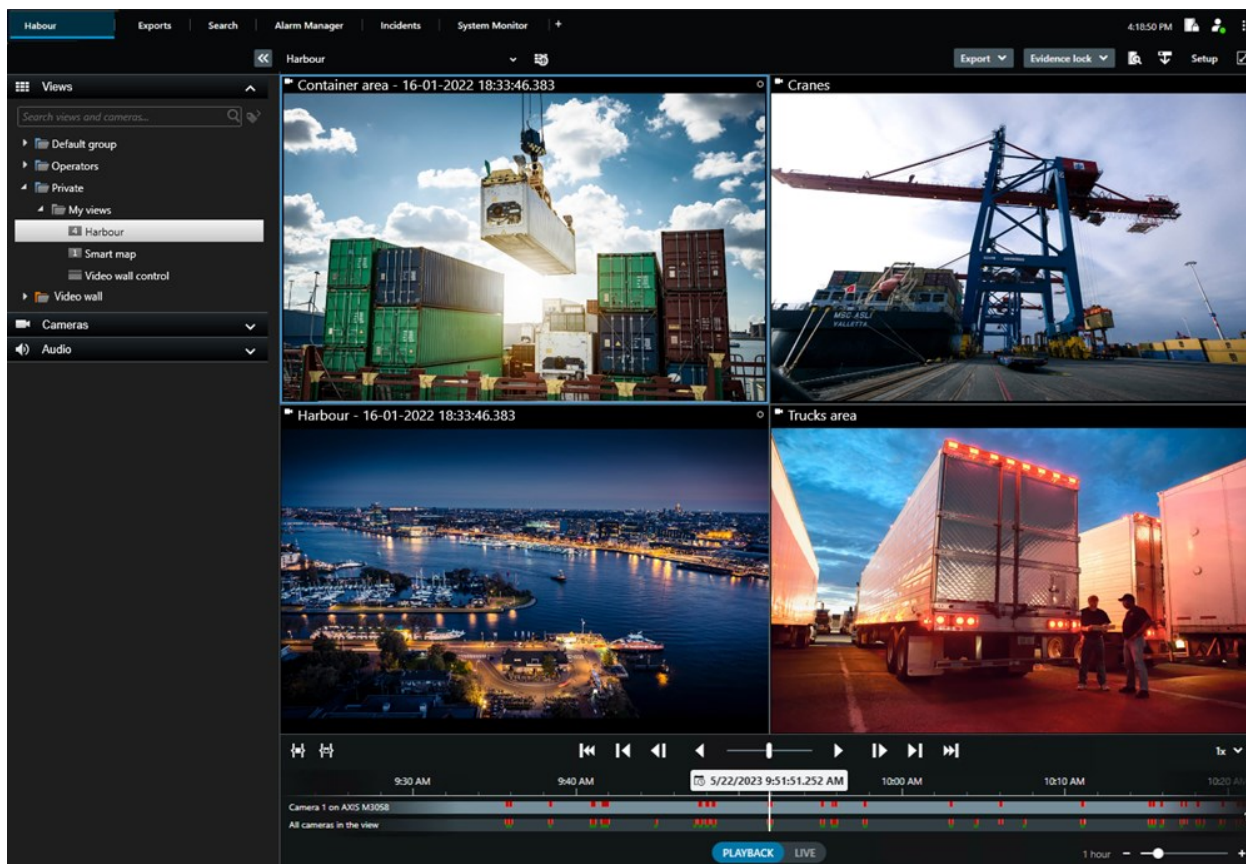 Habour Exports Search Alarm Manager Incidents System Monitor + 4:18:50 PM
Harbour Export Evidence lock Setup
Views
Search views and cameras...
Default group
Operators
Private
My views
4 Harbour
1 Smart map
Video wall control
Video wall
Cameras
Audio
Container area - 16-01-2022 18:33:46.383
Cranes
MSC ASLI
VALLETTA
Harbour - 16-01-2022 18:33:46.383
Trucks area
1x
9:30 AM 9:40 AM 5/22/2023 9:51:51.252 AM 10:00 AM 10:10 AM 10:20 AM
Camera 1 on AXIS M3058
All cameras in the view
PLAYBACK LIVE 1 hour - +